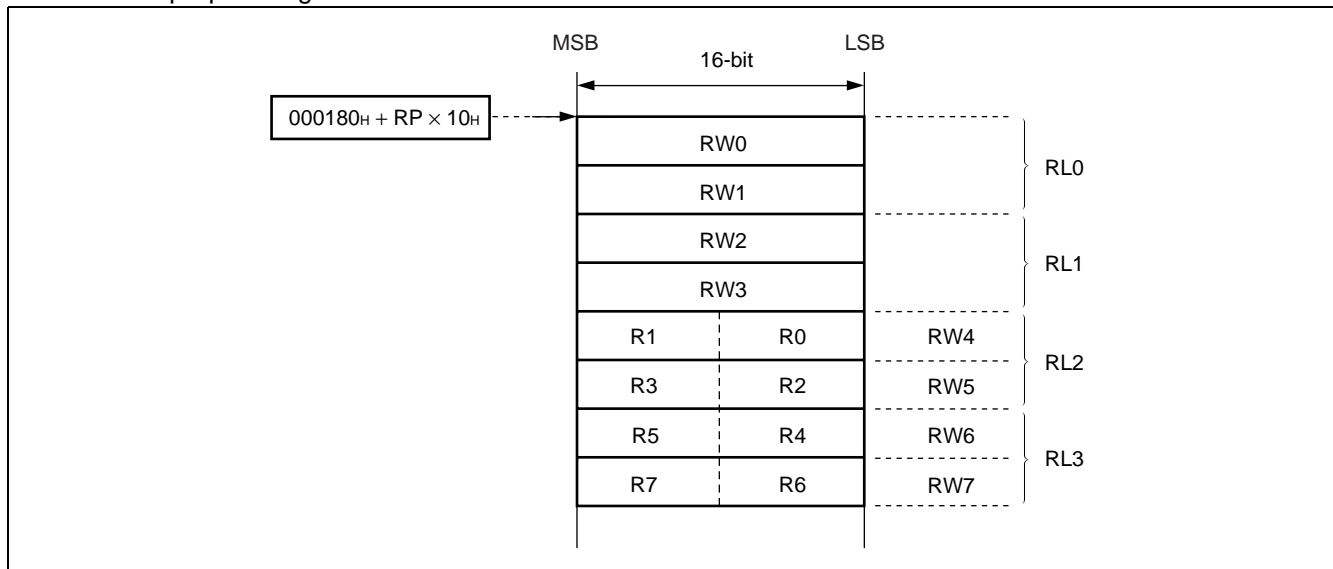 MSB LSB
16-bit
000180H + RP × 10H
RW0
RL0
RW1
RW2
RL1
RW3
R1 R0 RW4
RL2
R3 R2 RW5
R5 R4 RW6
RL3
R7 R6 RW7